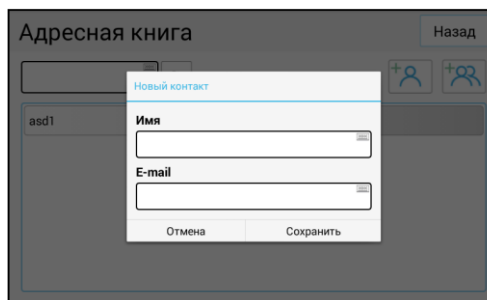 Адресная книга
Назад
Новый контакт
asd1
Имя
E-mail
Отмена
Сохранить